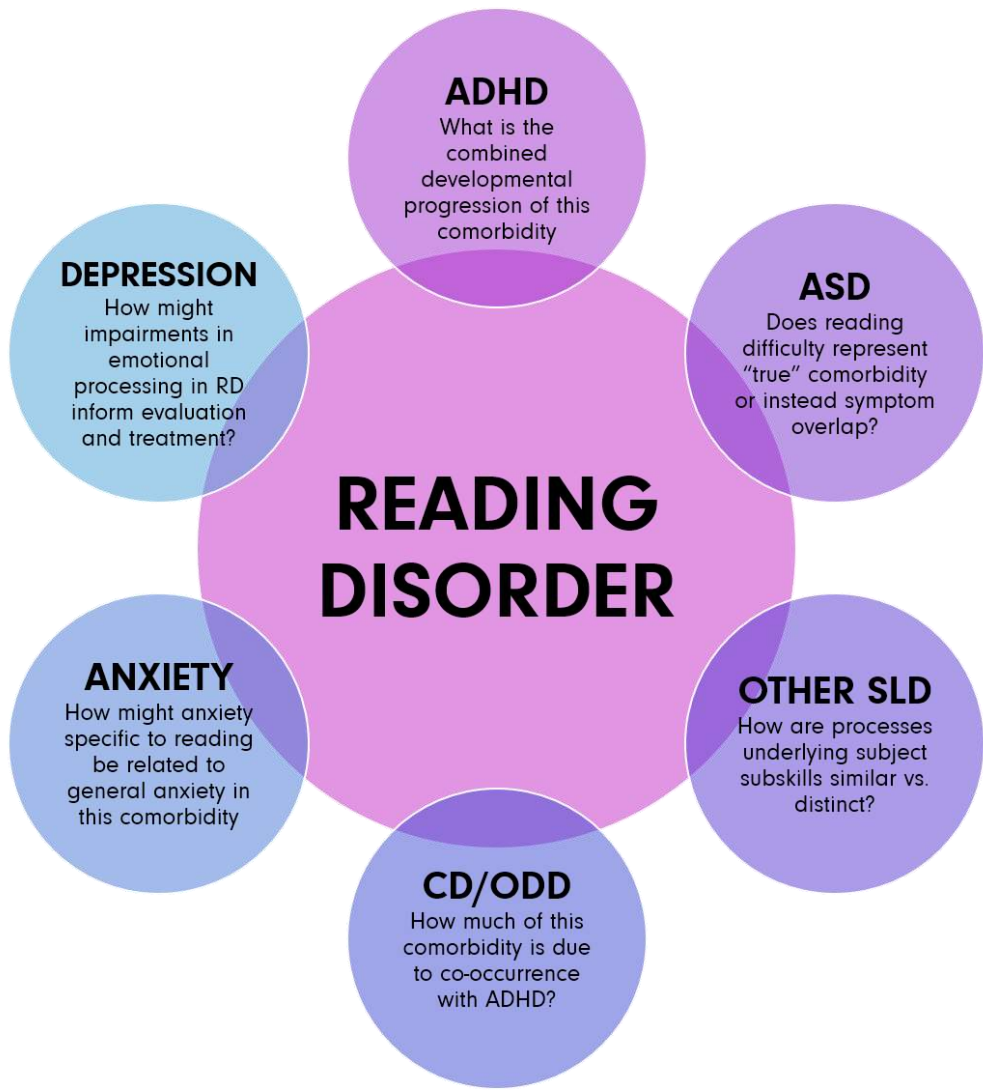 ADHD
What is the
combined
developmental
progression of this
comorbidity
DEPRESSION
How might
impairments in
emotional
processing in RD
inform evaluation
and treatment?
ASD
Does reading
difficulty represent
“true” comorbidity
or instead symptom
overlap?
READING
DISORDER
ANXIETY
How might anxiety
specific to reading
be related to
general anxiety in
this comorbidity
OTHER SLD
How are processes
underlying subject
subskills similar vs.
distinct?
CD/ODD
How much of this
comorbidity is due
to co-occurrence
with ADHD?